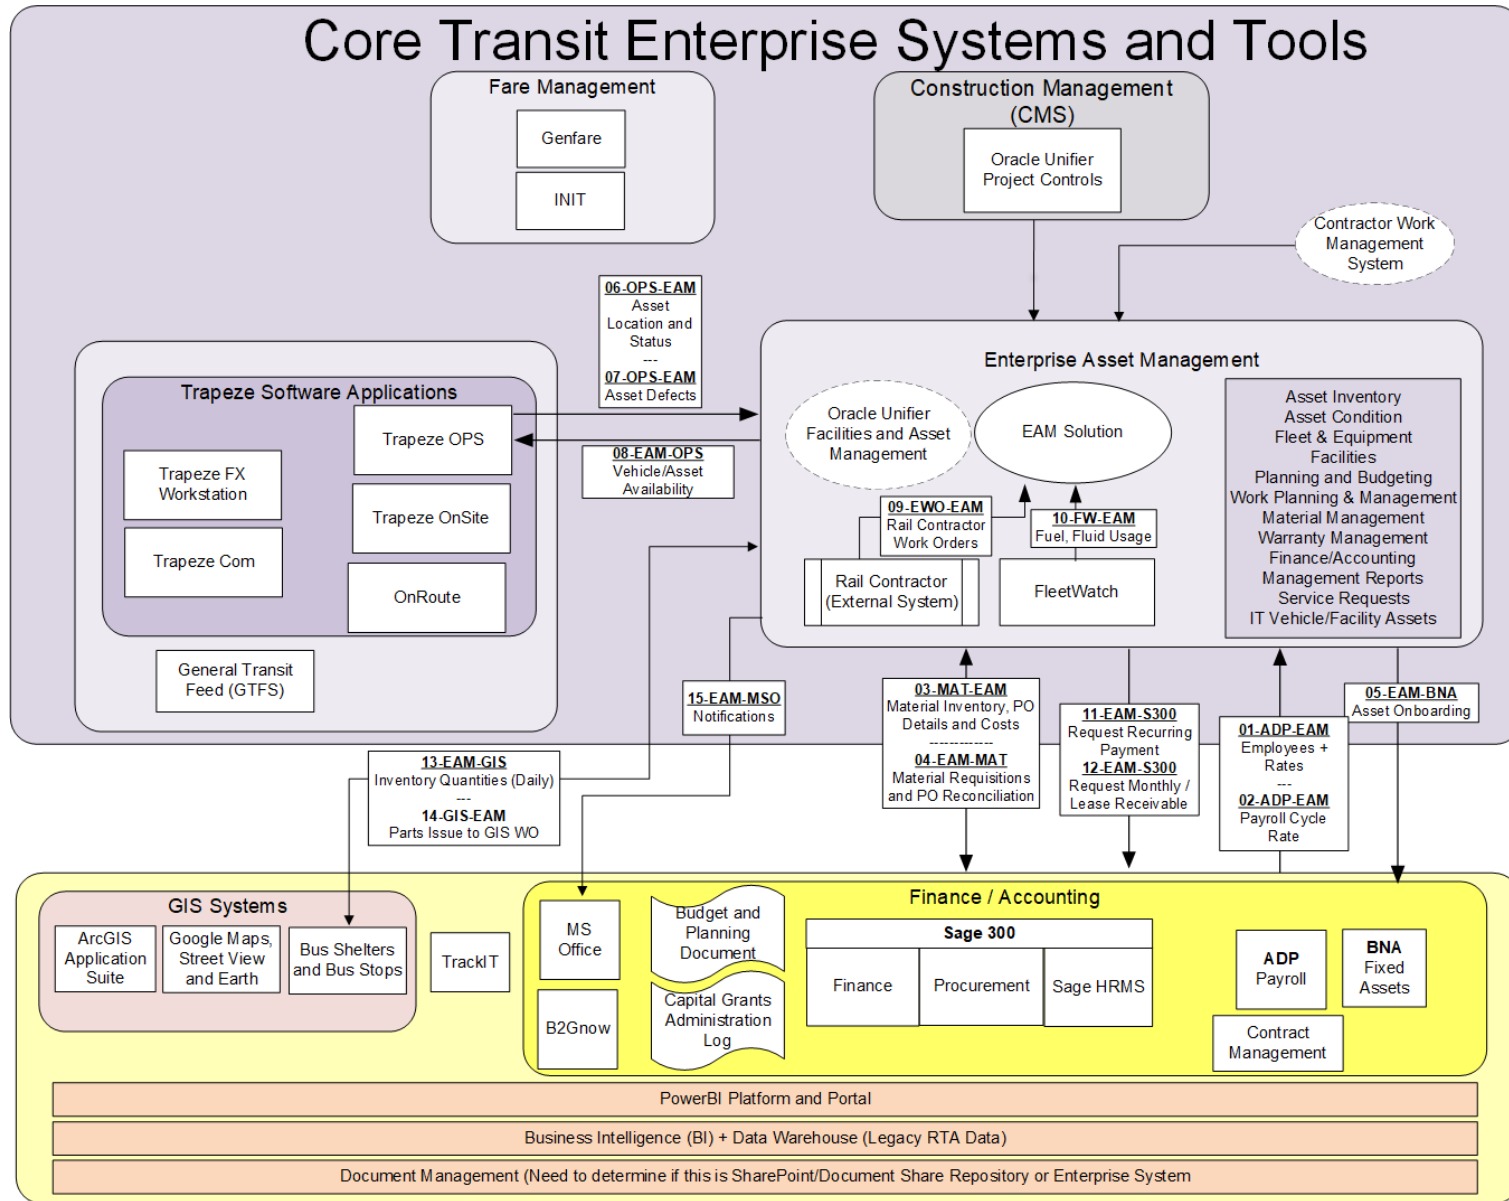 Core Transit Enterprise Systems and Tools
Fare Management
Genfare
INIT
Construction Management
(CMS)
Oracle Unifier
Project Controls
Contractor Work
Management
System
06-OPS-EAM
Asset
Location and
Status
---
07-OPS-EAM
Asset Defects
08-EAM-OPS
Vehicle/Asset
Availability
Trapeze Software Applications
Trapeze OPS
Trapeze FX
Workstation
Trapeze OnSite
Trapeze Com
OnRoute
General Transit
Feed (GTFS)
Enterprise Asset Management
Oracle Unifier
Facilities and Asset
Management
EAM Solution
09-EWO-EAM
Rail Contractor
Work Orders
10-FW-EAM
Fuel, Fluid Usage
Rail Contractor
(External System)
FleetWatch
Asset Inventory
Asset Condition
Fleet & Equipment
Facilities
Planning and Budgeting
Work Planning & Management
Material Management
Warranty Management
Finance/Accounting
Management Reports
Service Requests
IT Vehicle/Facility Assets
15-EAM-MSO
Notifications
13-EAM-GIS
Inventory Quantities (Daily)
---
14-GIS-EAM
Parts Issue to GIS WO
03-MAT-EAM
Material Inventory, PO
Details and Costs
-------------
04-EAM-MAT
Material Requisitions
and PO Reconciliation
11-EAM-S300
Request Recurring
Payment
12-EAM-S300
Request Monthly /
Lease Receivable
01-ADP-EAM
Employees +
Rates
---
02-ADP-EAM
Payroll Cycle
Rate
05-EAM-BNA
Asset Onboarding
GIS Systems
ArcGIS
Application
Suite
Google Maps,
Street View
and Earth
Bus Shelters
and Bus Stops
TrackIT
Finance / Accounting
MS
Office
B2Gnow
Budget and
Planning
Document
Capital Grants
Administration
Log
Sage 300
Finance
Procurement
Sage HRMS
ADP
Payroll
BNA
Fixed
Assets
Contract
Management
PowerBI Platform and Portal
Business Intelligence (BI) + Data Warehouse (Legacy RTA Data)
Document Management (Need to determine if this is SharePoint/Document Share Repository or Enterprise System